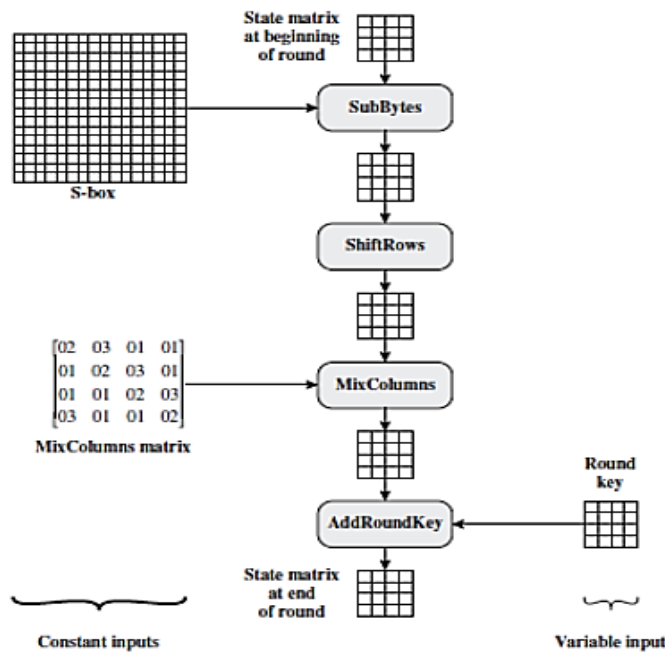 State matrix
at beginning
of round
SubBytes
S-box
ShiftRows
02 03 01 01
01 02 03 01
01 01 02 03
03 01 01 02
MixColumns
MixColumns matrix
Round
key
AddRoundKey
State matrix
at end
of round
Constant inputs
Variable input